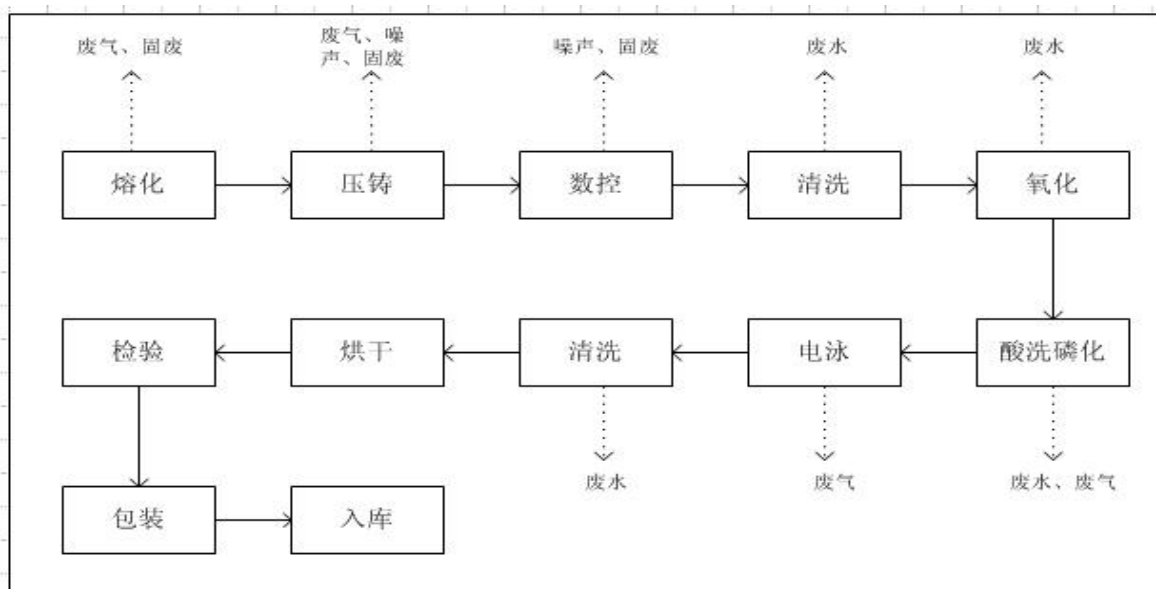 废气、固废
废气、噪
声、固废
噪声、固废
废水
废水
熔化
压铸
数控
清洗
氧化
检验
烘干
清洗
电泳
酸洗磷化
废水
废气
废水、废气
包装
入库